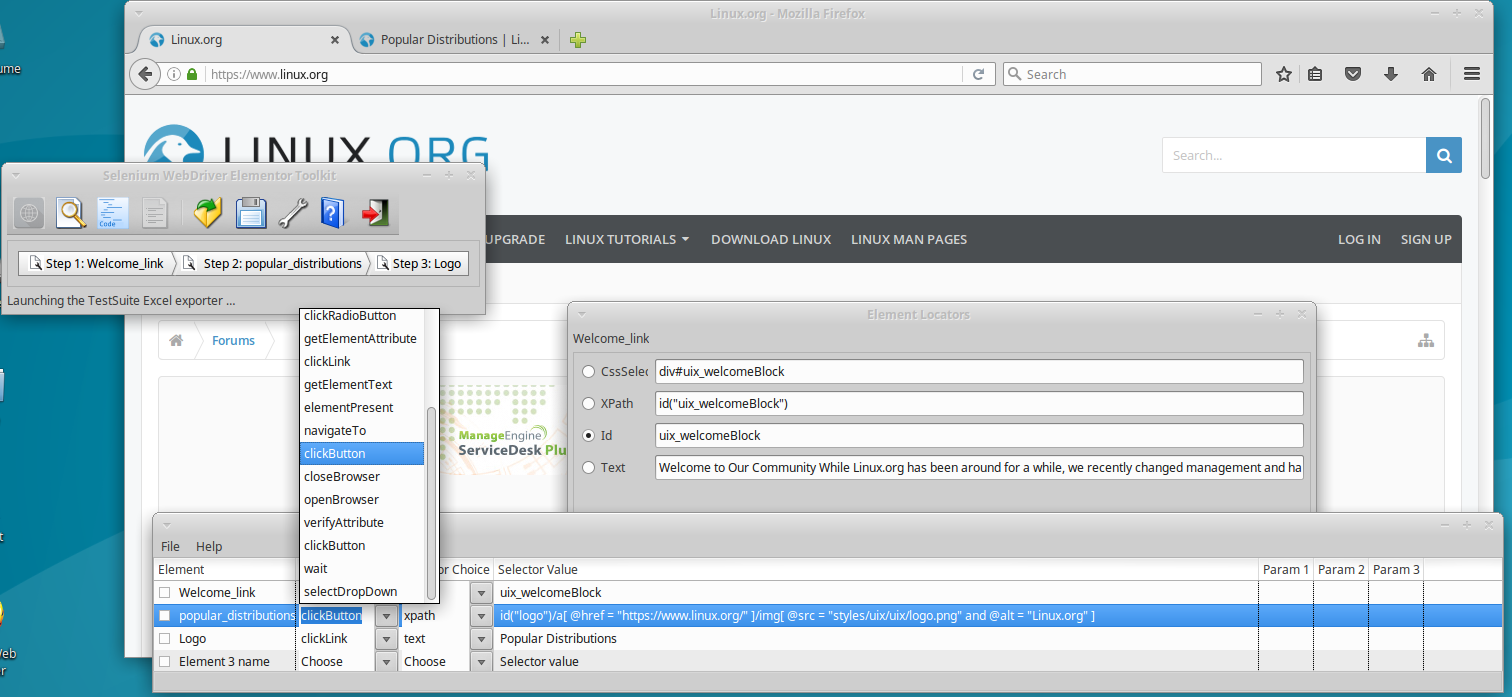 Linux.org - Mozilla Firefox
Linux.org
Popular Distributions | Li...
https://www.linux.org
Search
LINUX.ORG
Search...
UPGRADE LINUX TUTORIALS DOWNLOAD LINUX LINUX MAN PAGES LOG IN SIGN UP
Selenium WebDriver Elementor Toolkit
Code
Step 1: Welcome_link Step 2: popular_distributions Step 3: Logo
Launching the TestSuite Excel exporter ...
Forums
ManageEngine
ServiceDesk Plu
clickRadioButton
getElementAttribute
clickLink
getElementText
elementPresent
navigateTo
clickButton
closeBrowser
openBrowser
verifyAttribute
clickButton
wait
selectDropDown
Element Locators
Welcome_link
CssSelec div#uix_welcomeBlock
XPath id("uix_welcomeBlock")
Id uix_welcomeBlock
Text Welcome to Our Community While Linux.org has been around for a while, we recently changed management and ha
File Help
Element or Choice Selector Value Param 1 Param 2 Param 3
Welcome_link uix_welcomeBlock
popular_distributions clickButton xpath id("logo")/a[ @href = "https://www.linux.org/" ]/img[ @src = "styles/uix/uix/logo.png" and @alt = "Linux.org" ]
Logo clickLink text Popular Distributions
Element 3 name Choose Choose Selector value